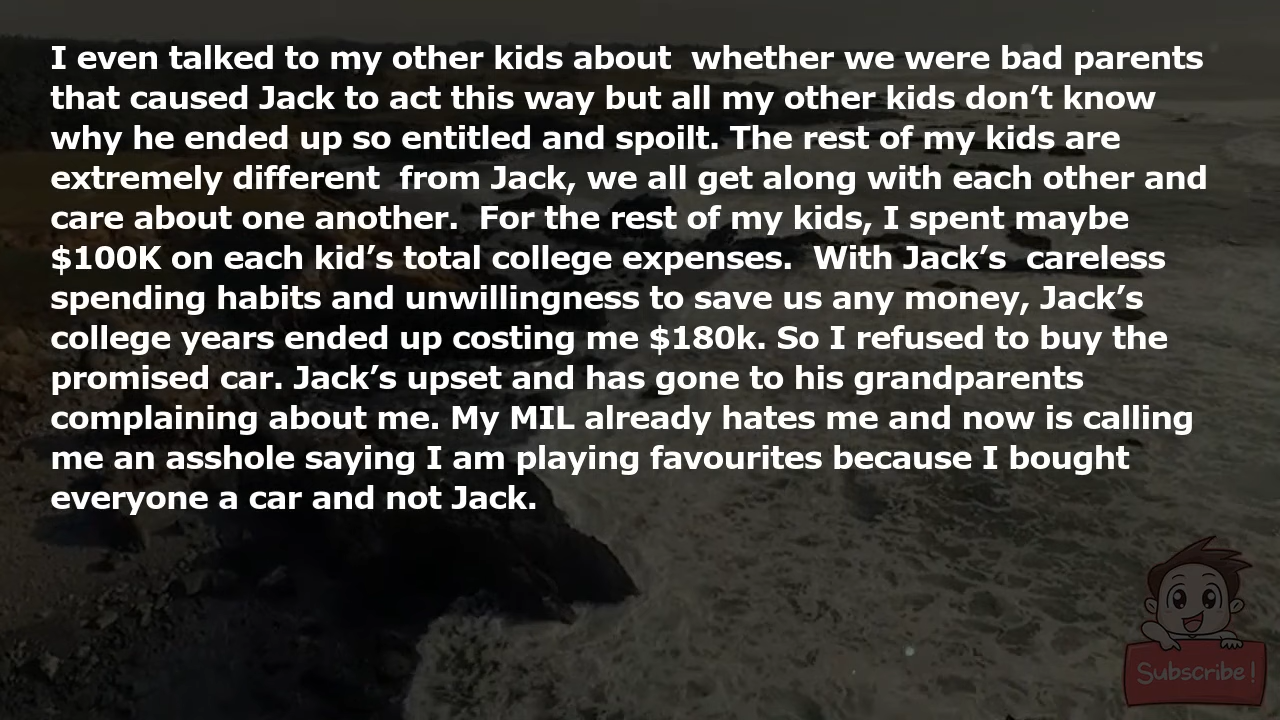 I even talked to my other kids about  whether we were bad parents
that caused Jack to act this way but all my other kids don’t know
why he ended up so entitled and spoilt. The rest of my kids are
extremely different  from Jack, we all get along with each other and
care about one another.  For the rest of my kids, I spent maybe
$100K on each kid’s total college expenses.  With Jack’s  careless
spending habits and unwillingness to save us any money, Jack’s
college years ended up costing me $180k. So I refused to buy the
promised car. Jack’s upset and has gone to his grandparents
complaining about me. My MIL already hates me and now is calling
me an asshole saying I am playing favourites because I bought
everyone a car and not Jack.
Subscribe!